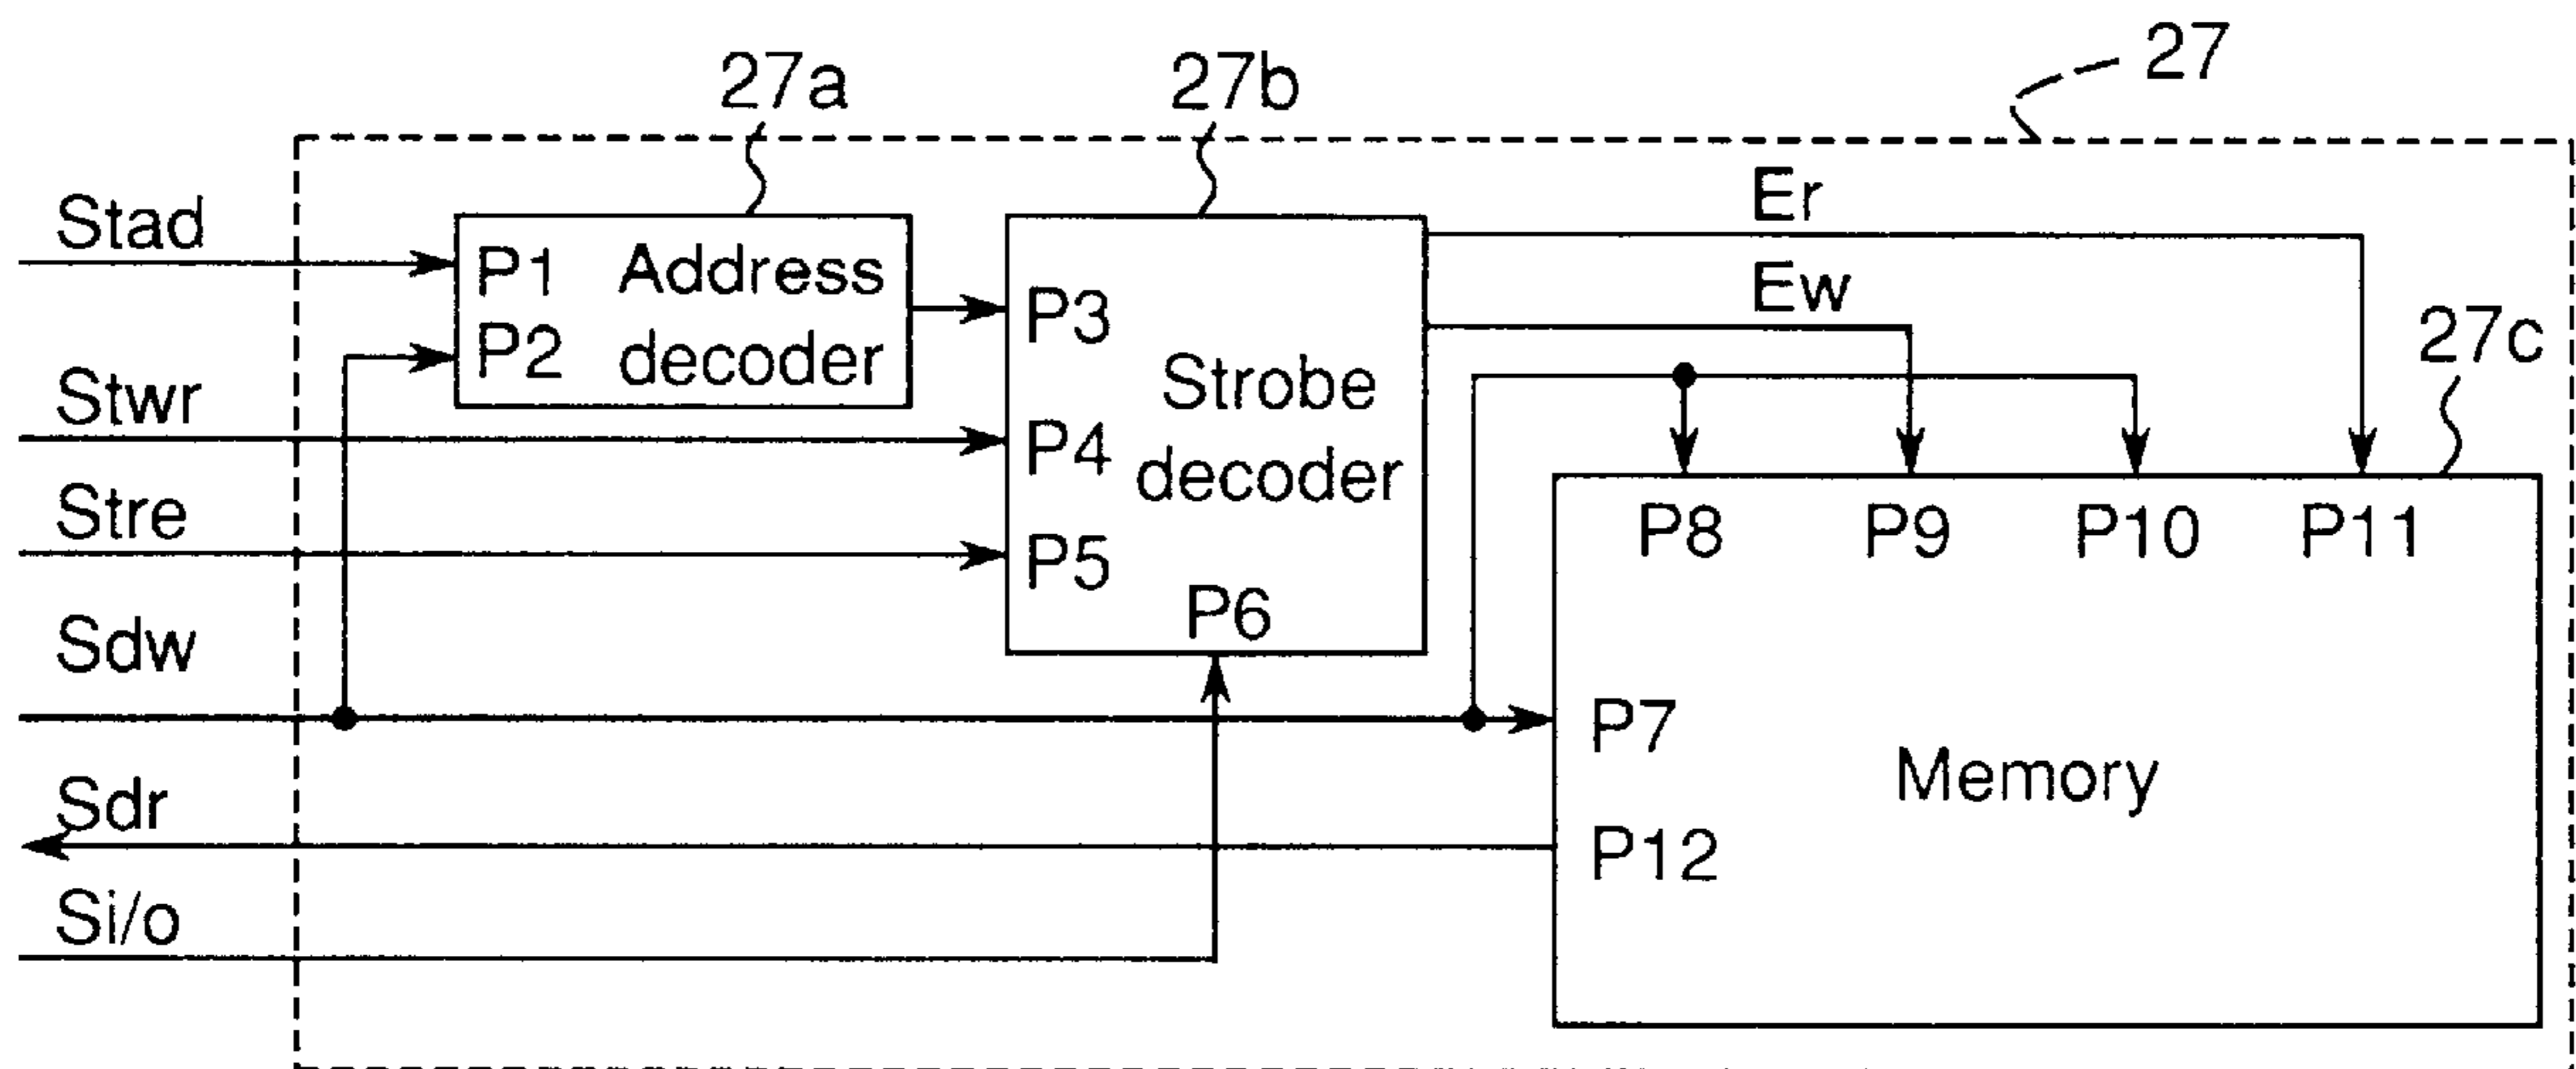 27
27a
27b
Stad
P1 Address
P2 decoder
Er
Ew
27c
Stwr
P3
Strobe
P4
decoder
Stre
P5
P6
P8 P9 P10 P11
Sdw
P7
Memory
Sdr
P12
Si/o